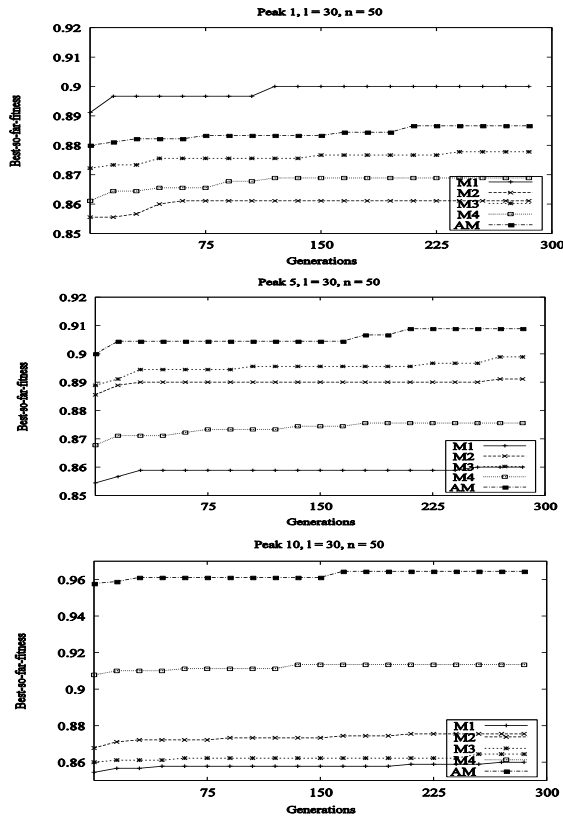 Peak 1, l = 30, n = 50
0.92
0.91
0.9
0.89
0.88
0.87
0.86
0.85
Best-so-far-fitness
M1
M2
M3
M4
AM
75
150
225
300
Generations
Peak 5, l = 30, n = 50
0.92
0.91
0.9
0.89
0.88
0.87
0.86
0.85
Best-so-far-fitness
M1
M2
M3
M4
AM
75
150
225
300
Generations
Peak 10, l = 30, n = 50
0.96
0.94
0.92
0.9
0.88
0.86
Best-so-far-fitness
M1
M2
M3
M4
AM
75
150
225
300
Generations